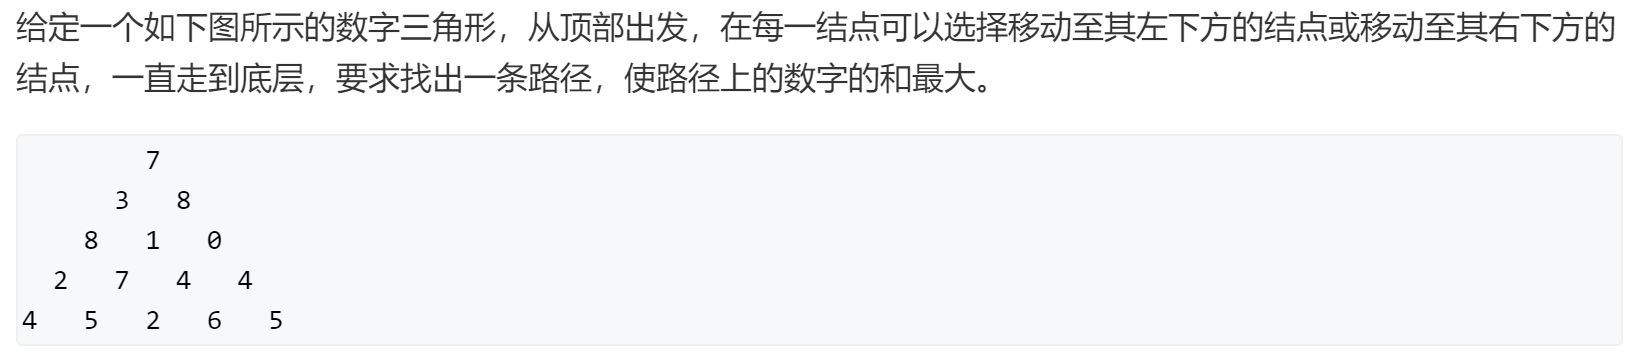 给定一个如下图所示的数字三角形，从顶部出发，在每一结点可以选择移动至其左下方的结点或移动至其右下方的
结点，一直走到底层，要求找出一条路径，使路径上的数字的和最大。
7
3 8
8 1 0
2 7 4 4
4 5 2 6 5